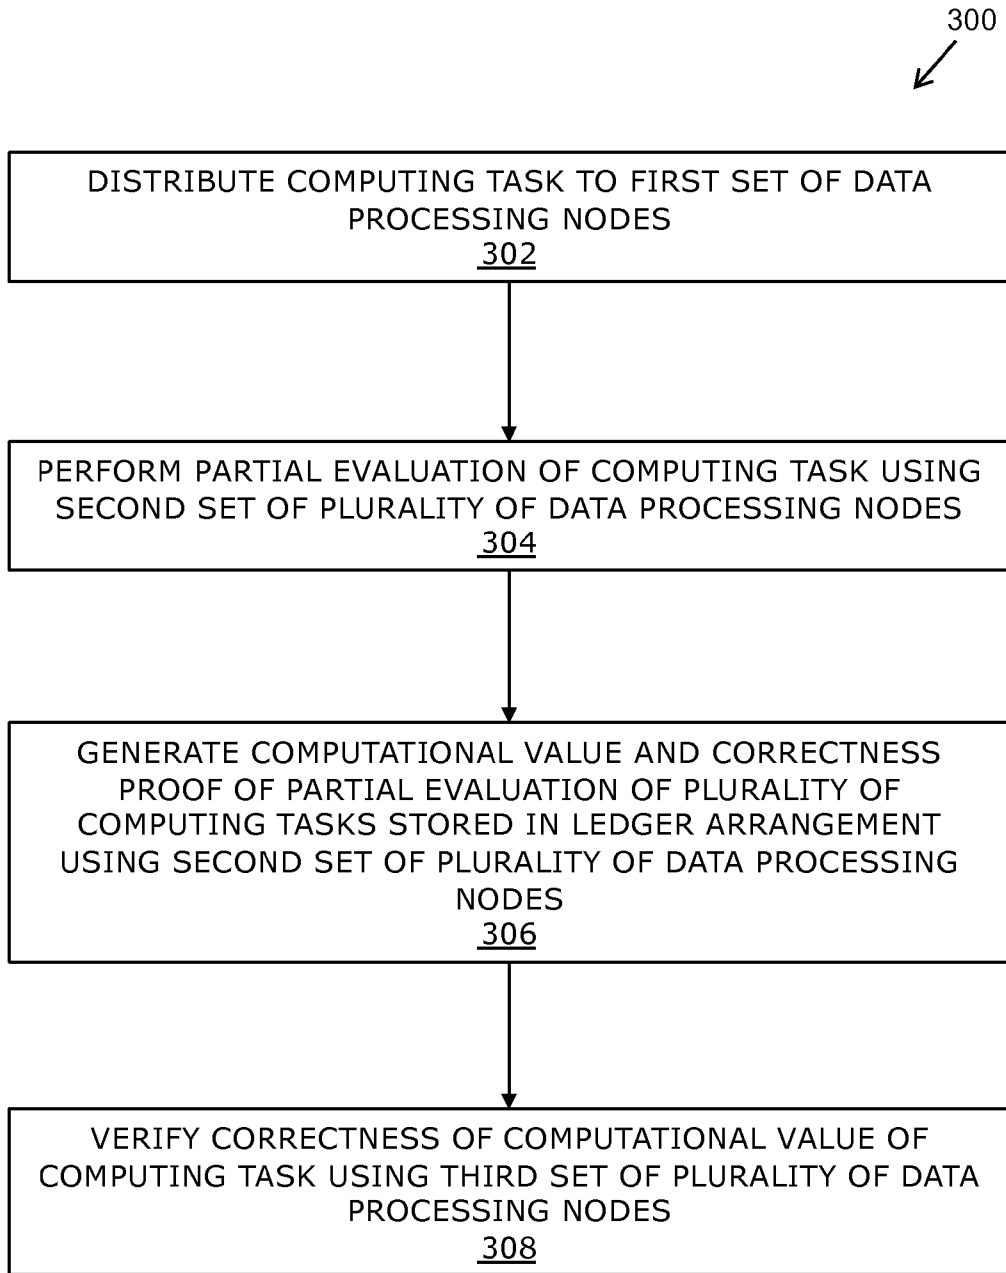 300
DISTRIBUTE COMPUTING TASK TO FIRST SET OF DATA
PROCESSING NODES
302
PERFORM PARTIAL EVALUATION OF COMPUTING TASK USING
SECOND SET OF PLURALITY OF DATA PROCESSING NODES
304
GENERATE COMPUTATIONAL VALUE AND CORRECTNESS
PROOF OF PARTIAL EVALUATION OF PLURALITY OF
COMPUTING TASKS STORED IN LEDGER ARRANGEMENT
USING SECOND SET OF PLURALITY OF DATA PROCESSING
NODES
306
VERIFY CORRECTNESS OF COMPUTATIONAL VALUE OF
COMPUTING TASK USING THIRD SET OF PLURALITY OF DATA
PROCESSING NODES
308